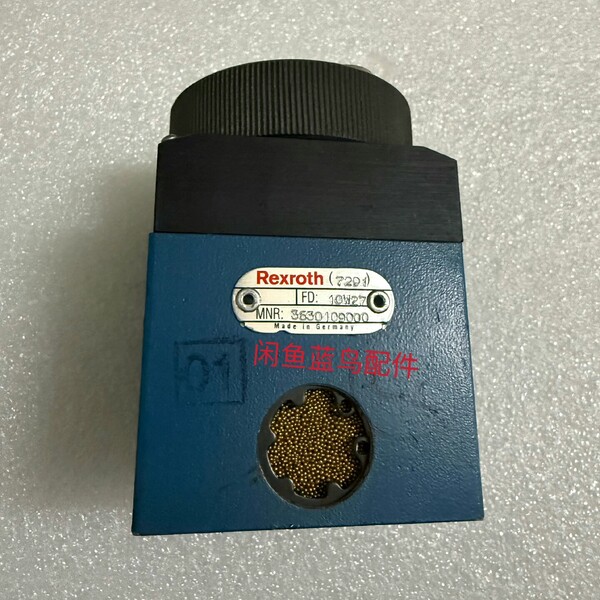 Rexroth (7291)
FD: 10W27
MNR: 3630109000
Made in Germany
闲鱼蓝鸟配件
01